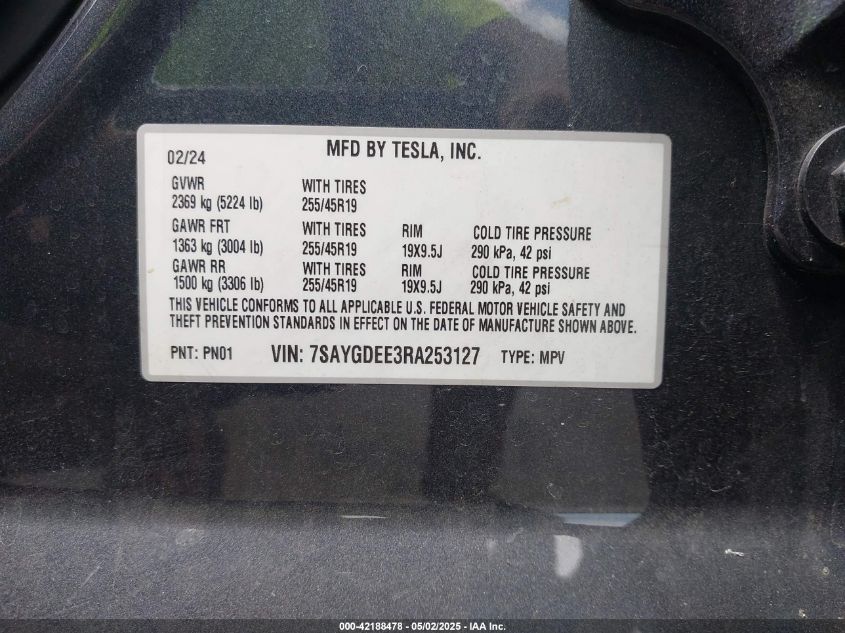 02/24 MFD BY TESLA, INC.
GVWR WITH TIRES
2369 kg (5224 lb) 255/45R19
GAWR FRT WITH TIRES RIM COLD TIRE PRESSURE
1363 kg (3004 lb) 255/45R19 19X9.5J 290 kPa, 42 psi
GAWR RR WITH TIRES RIM COLD TIRE PRESSURE
1500 kg (3306 lb) 255/45R19 19X9.5J 290 kPa, 42 psi
THIS VEHICLE CONFORMS TO ALL APPLICABLE U.S. FEDERAL MOTOR VEHICLE SAFETY AND
THEFT PREVENTION STANDARDS IN EFFECT ON THE DATE OF MANUFACTURE SHOWN ABOVE.
PNT: PN01 VIN: 7SAYGDEE3RA253127 TYPE: MPV
000-42188478 - 05/02/2025 - IAA Inc.